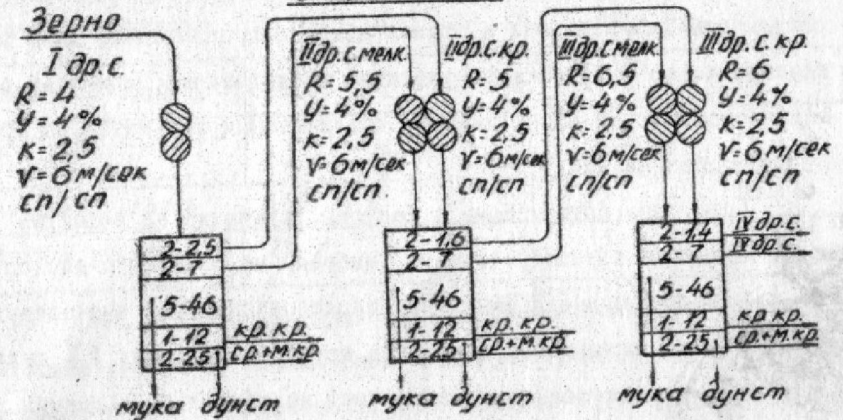 Зерно
I др.с.
R=4
У=4%
К=2,5
V=6м/сек
сп/сп
II др.с.мелк.
R=5,5
У=4%
К=2,5
V=6м/сек
сп/сп
II др.с.кр.
R=5
У=4%
К=2,5
V=6м/сек
сп/сп
III др.с.мелк.
R=6,5
У=4%
К=2,5
V=6м/сек
сп/сп
III др.с.кр.
R=6
У=4%
К=2,5
V=6м/сек
сп/сп
2-2,5
2-7
5-46
1-12
2-25
кр.кр.
ср.+м.кр.
мука дунст
2-1,6
2-7
5-46
1-12
2-25
кр.кр.
ср.+м.кр.
мука дунст
2-1,4
2-7
5-46
1-12
2-25
IV др.с.
IV др.с.
кр.кр.
ср.+м.кр.
мука дунст